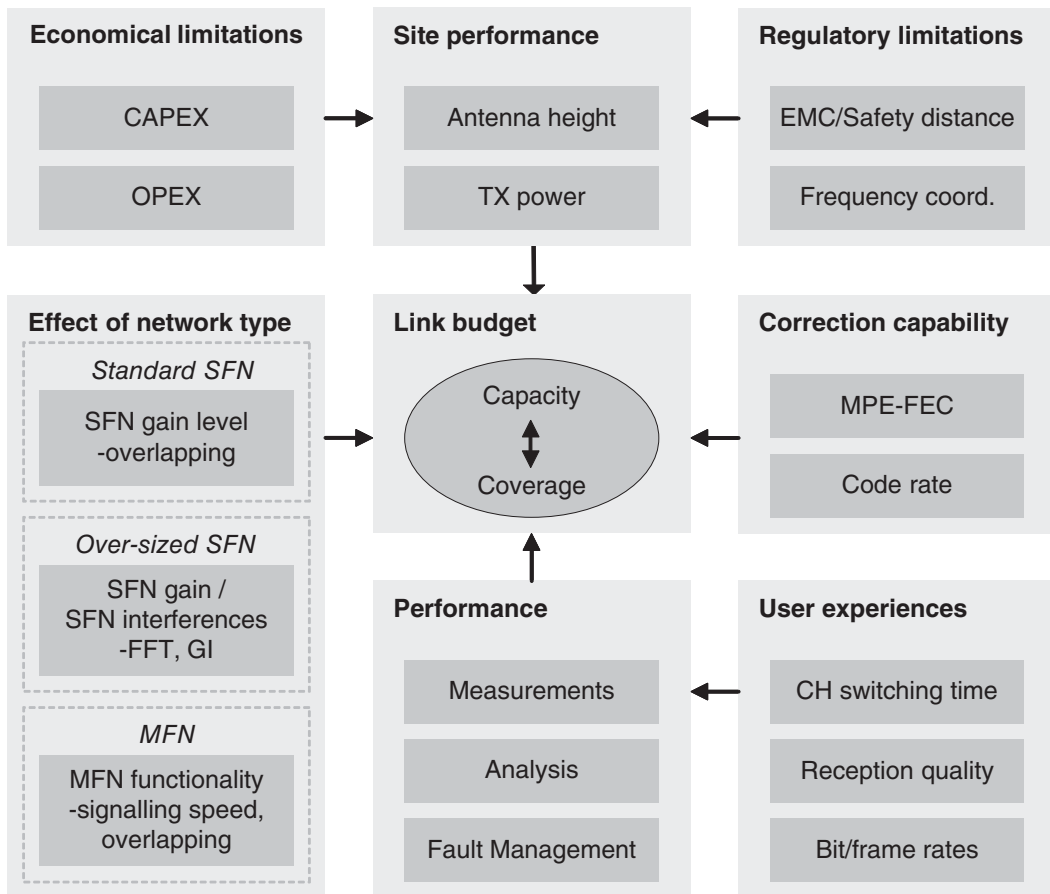 Economical limitations
CAPEX
OPEX
Site performance
Antenna height
TX power
Regulatory limitations
EMC/Safety distance
Frequency coord.
Effect of network type
Standard SFN
SFN gain level
-overlapping
Over-sized SFN
SFN gain /
SFN interferences
-FFT, GI
MFN
MFN functionality
-signalling speed,
overlapping
Link budget
Capacity
Coverage
Correction capability
MPE-FEC
Code rate
Performance
Measurements
Analysis
Fault Management
User experiences
CH switching time
Reception quality
Bit/frame rates